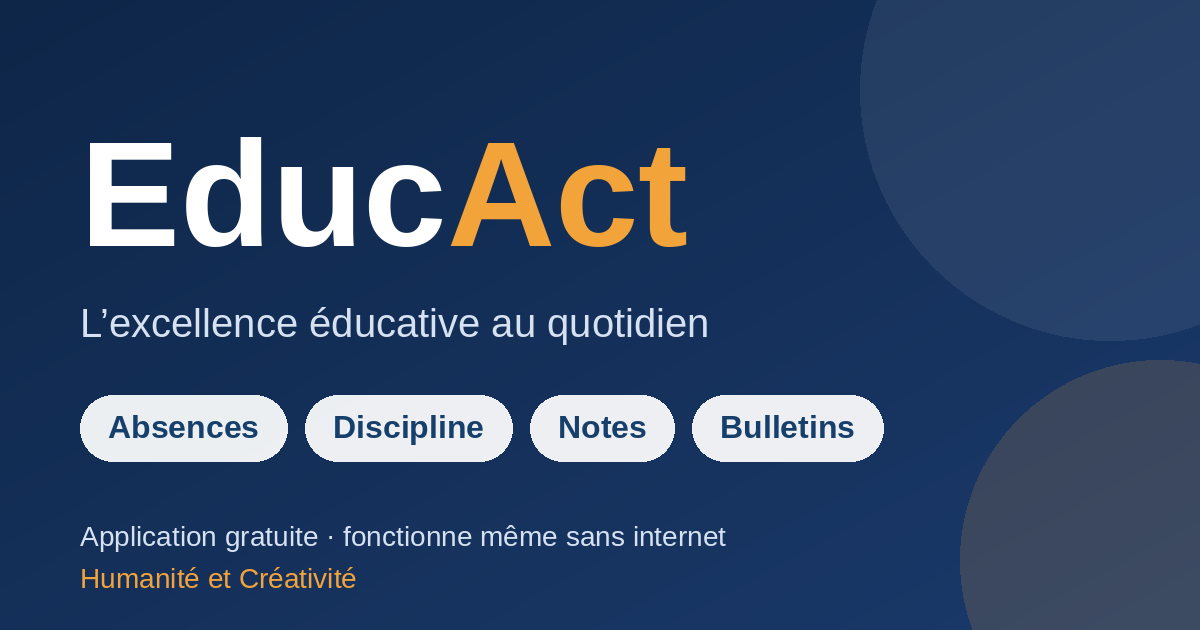 EducAct
L’excellence éducative au quotidien
Absences Discipline Notes Bulletins
Application gratuite · fonctionne même sans internet
Humanité et Créativité